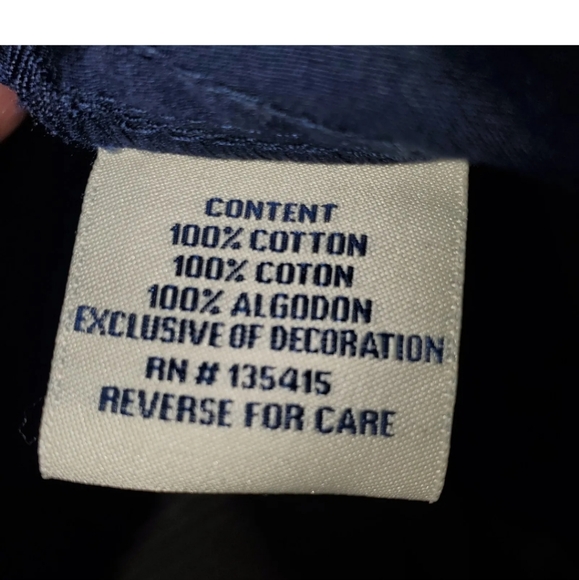 CONTENT
100% COTTON
100% COTON
100% ALGODON
EXCLUSIVE OF DECORATION
RN # 135415
REVERSE FOR CARE